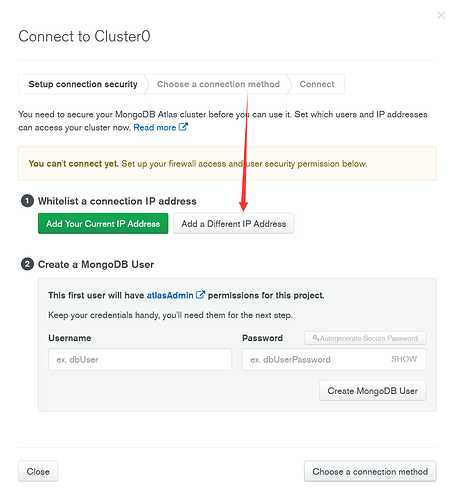 Connect to Cluster0
Setup connection security
Choose a connection method
Connect
You need to secure your MongoDB Atlas cluster before you can use it. Set which users and IP addresses
can access your cluster now. Read more
You can't connect yet. Set up your firewall access and user security permission below.
1 Whitelist a connection IP address
Add Your Current IP Address
Add a Different IP Address
2 Create a MongoDB User
This first user will have atlasAdmin permissions for this project.
Keep your credentials handy, you'll need them for the next step.
Username
Password
Autogenerate Secure Password
ex. dbUser
ex. dbUserPassword
SHOW
Create MongoDB User
Close
Choose a connection method